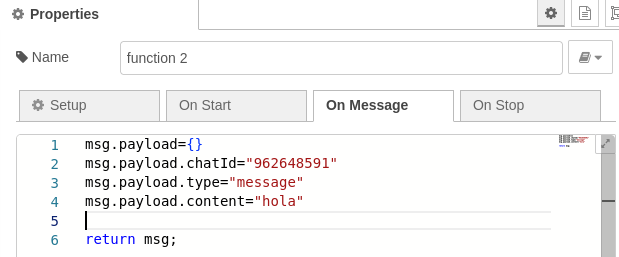 Properties
Name
function 2
Setup
On Start
On Message
On Stop
1 msg.payload={}
2 msg.payload.chatId="962648591"
3 msg.payload.type="message"
4 msg.payload.content="hola"
5
6 return msg;